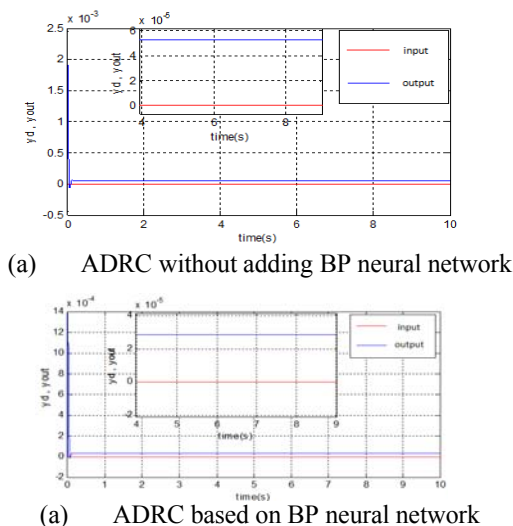 x 10⁻³
x 10⁻⁵
2.5
2
1.5
1
0.5
0
-0.5
yd , yout
6
4
2
0
yd , yout
4 6 8
time(s)
input
output
0 2 4 6 8 10
time(s)
(a) ADRC without adding BP neural network
x 10⁻⁴
x 10⁻⁵
14
12
10
8
6
4
2
0
-2
yd , yout
4
2
0
-2
yd , yout
4 5 6 7 8 9
time(s)
input
output
0 1 2 3 4 5 6 7 8 9 10
time(s)
(a) ADRC based on BP neural network